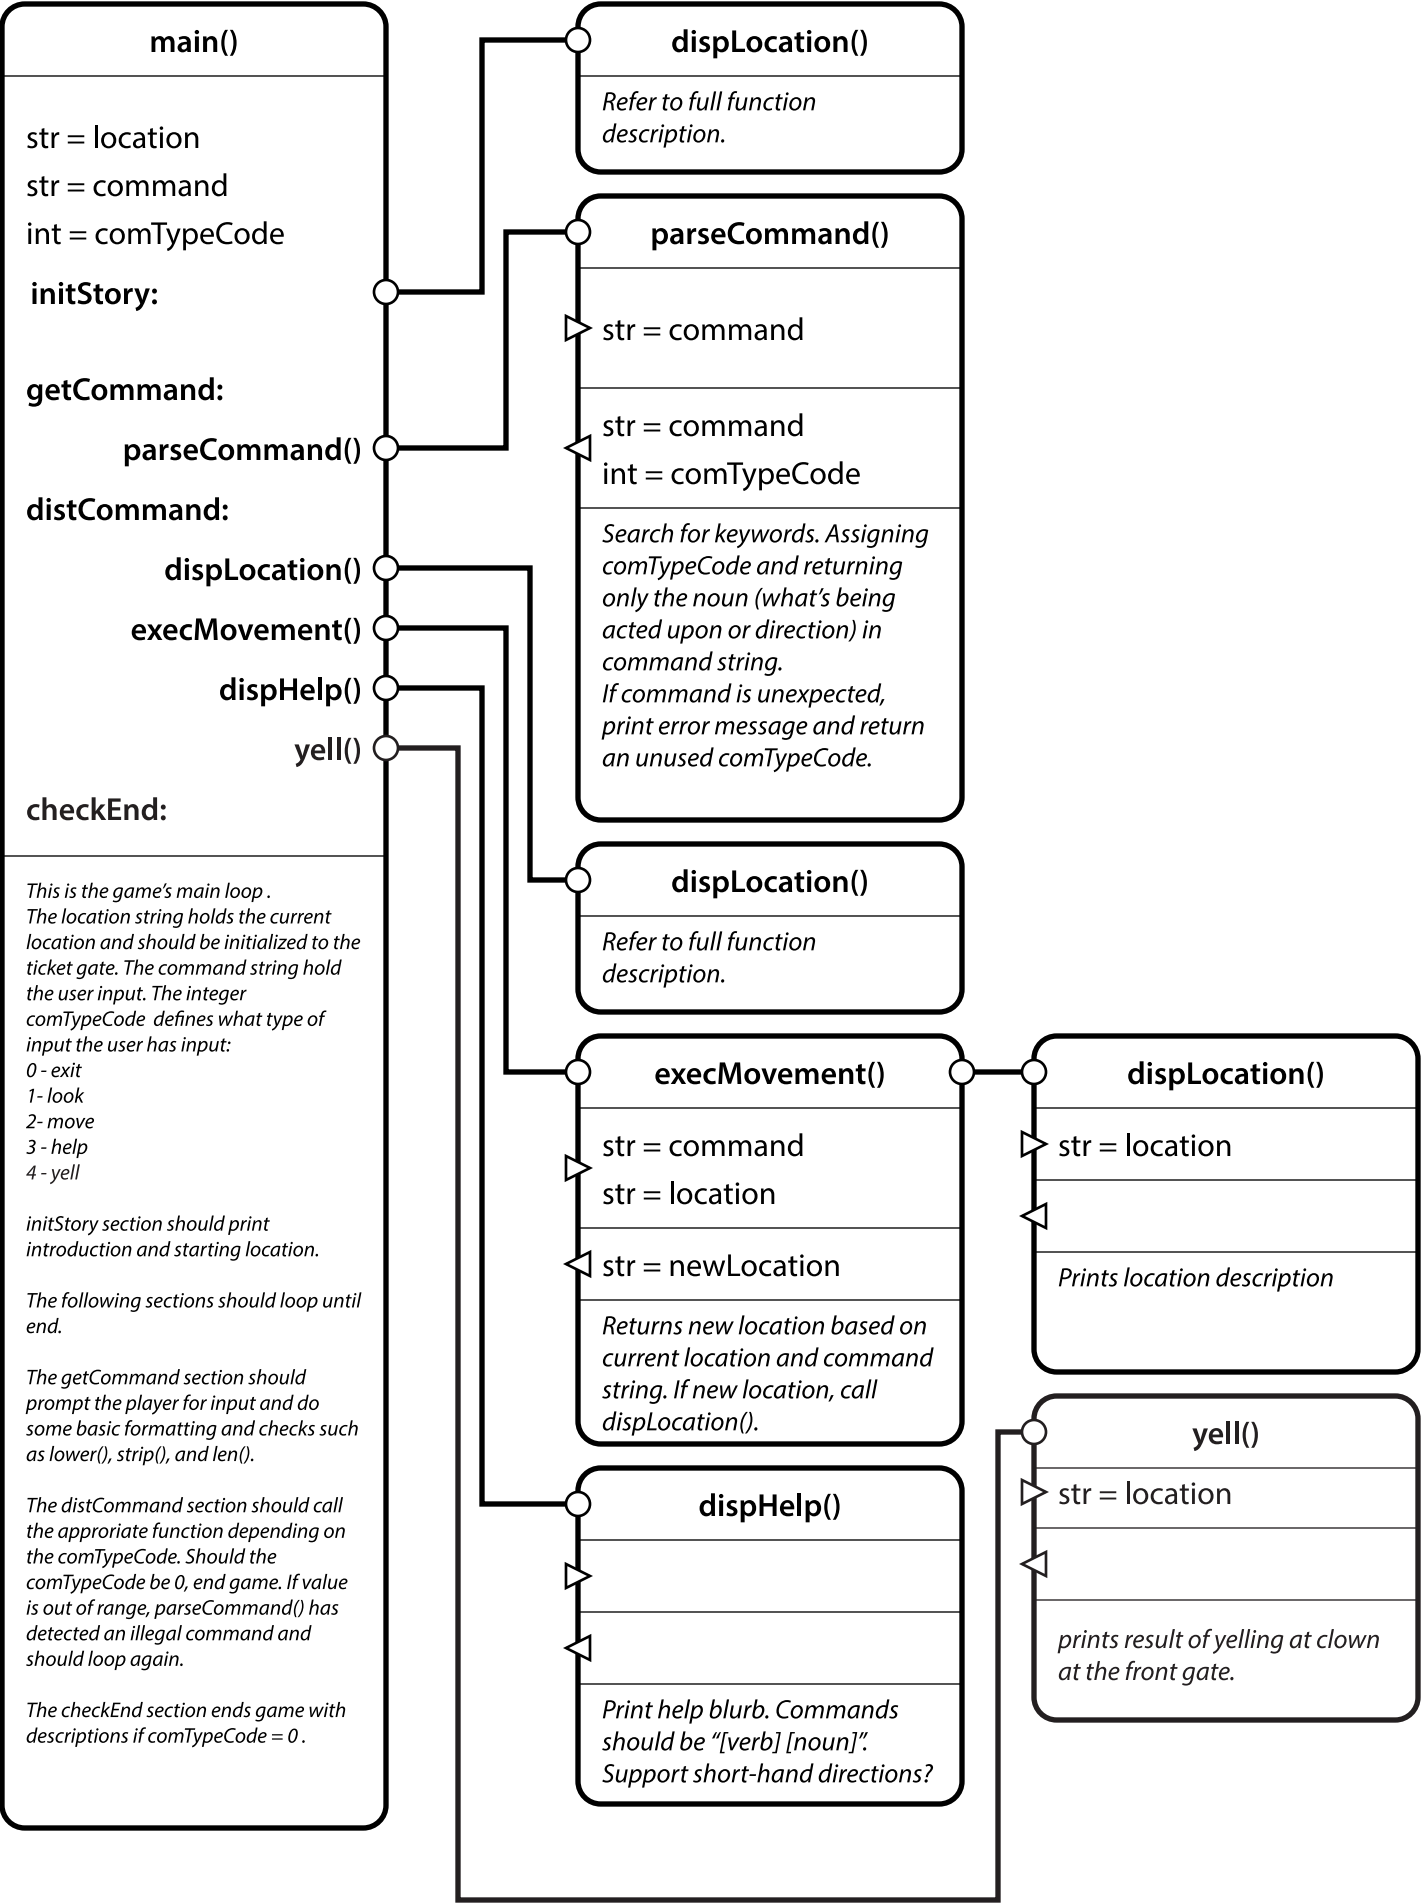 main()
str = location
str = command
int = comTypeCode
initStory:
getCommand:
parseCommand()
distCommand:
dispLocation()
execMovement()
dispHelp()
yell()
checkEnd:
This is the game's main loop .
The location string holds the current
location and should be initialized to the
ticket gate. The command string hold
the user input. The integer
comTypeCode  defines what type of
input the user has input:
0 - exit
1- look
2- move
3 - help
4 - yell
initStory section should print
introduction and starting location.
The following sections should loop until
end.
The getCommand section should
prompt the player for input and do
some basic formatting and checks such
as lower(), strip(), and len().
The distCommand section should call
the approriate function depending on
the comTypeCode. Should the
comTypeCode be 0, end game. If value
is out of range, parseCommand() has
detected an illegal command and
should loop again.
The checkEnd section ends game with
descriptions if comTypeCode = 0 .
dispLocation()
Refer to full function
description.
parseCommand()
str = command
str = command
int = comTypeCode
Search for keywords. Assigning
comTypeCode and returning
only the noun (what's being
acted upon or direction) in
command string.
If command is unexpected,
print error message and return
an unused comTypeCode.
dispLocation()
Refer to full function
description.
execMovement()
str = command
str = location
str = newLocation
Returns new location based on
current location and command
string. If new location, call
dispLocation().
dispLocation()
str = location
Prints location description
dispHelp()
Print help blurb. Commands
should be “[verb] [noun]”.
Support short-hand directions?
yell()
str = location
prints result of yelling at clown
at the front gate.